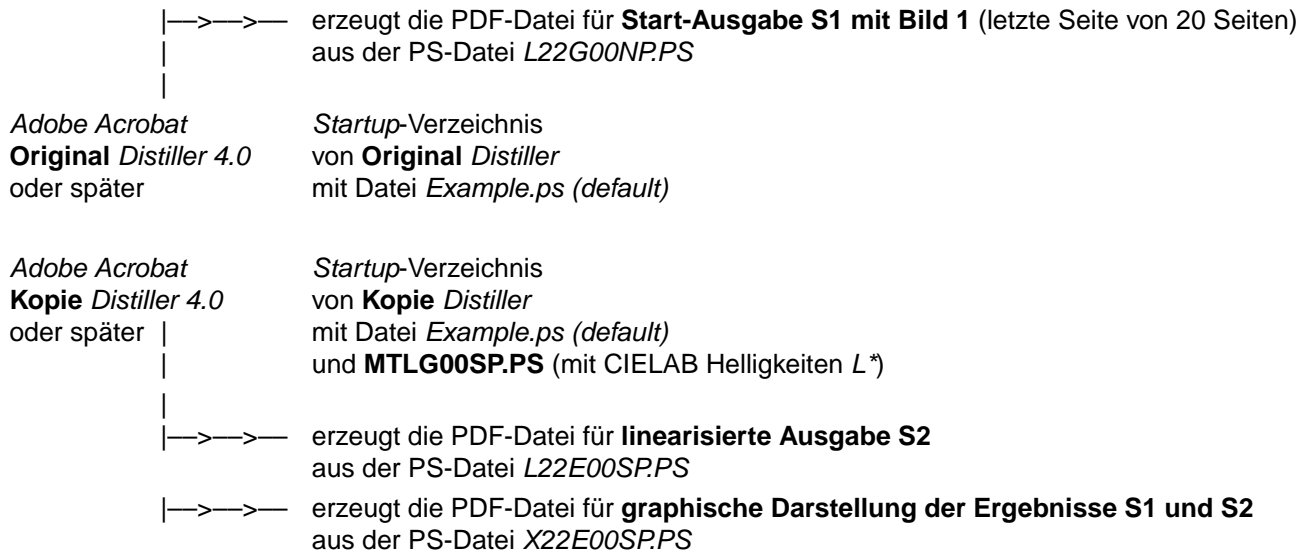 |—>—>— erzeugt die PDF-Datei für Start-Ausgabe S1 mit Bild 1 (letzte Seite von 20 Seiten)
| aus der PS-Datei L22G00NP.PS
|
Adobe Acrobat Startup-Verzeichnis
Original Distiller 4.0 von Original Distiller
oder später mit Datei Example.ps (default)
Adobe Acrobat Startup-Verzeichnis
Kopie Distiller 4.0 von Kopie Distiller
oder später | mit Datei Example.ps (default)
| und MTLG00SP.PS (mit CIELAB Helligkeiten L*)
|
|—>—>— erzeugt die PDF-Datei für linearisierte Ausgabe S2
aus der PS-Datei L22E00SP.PS
|—>—>— erzeugt die PDF-Datei für graphische Darstellung der Ergebnisse S1 und S2
aus der PS-Datei X22E00SP.PS